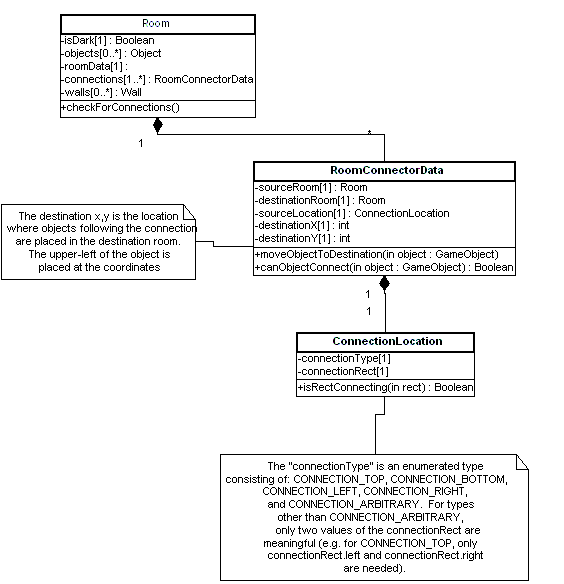 Room
-isDark[1] : Boolean
-objects[0..*] : Object
-roomData[1] :
-connections[1..*] : RoomConnectorData
-walls[0..*] : Wall
+checkForConnections()
1
*
RoomConnectorData
-sourceRoom[1] : Room
-destinationRoom[1] : Room
-sourceLocation[1] : ConnectionLocation
-destinationX[1] : int
-destinationY[1] : int
+moveObjectToDestination(in object : GameObject)
+canObjectConnect(in object : GameObject) : Boolean
The destination x,y is the location
where objects following the connection
are placed in the destination room.
The upper-left of the object is
placed at the coordinates
1
1
ConnectionLocation
-connectionType[1]
-connectionRect[1]
+isRectConnecting(in rect) : Boolean
The "connectionType" is an enumerated type
consisting of: CONNECTION_TOP, CONNECTION_BOTTOM,
CONNECTION_LEFT, CONNECTION_RIGHT,
and CONNECTION_ARBITRARY. For types
other than CONNECTION_ARBITRARY,
only two values of the connectionRect are
meaningful (e.g. for CONNECTION_TOP, only
connectionRect.left and connectionRect.right
are needed).